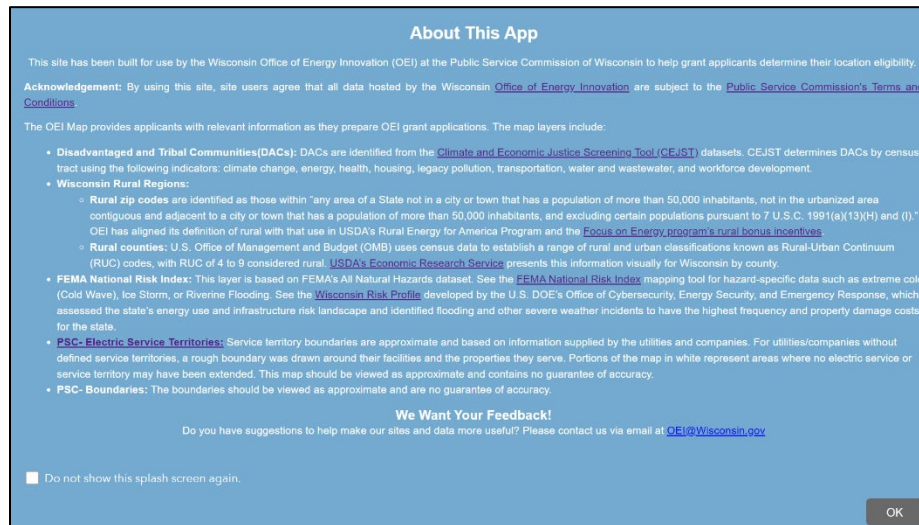 About This App
This site has been built for use by the Wisconsin Office of Energy Innovation (OEI) at the Public Service Commission of Wisconsin to help grant applicants determine their location eligibility.
Acknowledgement: By using this site, site users agree that all data hosted by the Wisconsin Office of Energy Innovation are subject to the Public Service Commission's Terms and
Conditions.
The OEI Map provides applicants with relevant information as they prepare OEI grant applications. The map layers include:
• Disadvantaged and Tribal Communities(DACs): DACs are identified from the Climate and Economic Justice Screening Tool (CEJST) datasets. CEJST determines DACs by census
tract using the following indicators: climate change, energy, health, housing, legacy pollution, transportation, water and wastewater, and workforce development.
• Wisconsin Rural Regions:
◦ Rural zip codes are identified as those within "any area of a State not in a city or town that has a population of more than 50,000 inhabitants, not in the urbanized area
contiguous and adjacent to a city or town that has a population of more than 50,000 inhabitants, and excluding certain populations pursuant to 7 U.S.C. 1991(a)(13)(H) and (I)."
OEI has aligned its definition of rural with that use in USDA's Rural Energy for America Program and the Focus on Energy program's rural bonus incentives.
◦ Rural counties: U.S. Office of Management and Budget (OMB) uses census data to establish a range of rural and urban classifications known as Rural-Urban Continuum
(RUC) codes, with RUC of 4 to 9 considered rural. USDA's Economic Research Service presents this information visually for Wisconsin by county.
• FEMA National Risk Index: This layer is based on FEMA's All Natural Hazards dataset. See the FEMA National Risk Index mapping tool for hazard-specific data such as extreme cold
(Cold Wave), Ice Storm, or Riverine Flooding. See the Wisconsin Risk Profile developed by the U.S. DOE's Office of Cybersecurity, Energy Security, and Emergency Response, which
assessed the state's energy use and infrastructure risk landscape and identified flooding and other severe weather incidents to have the highest frequency and property damage costs
for the state.
• PSC- Electric Service Territories: Service territory boundaries are approximate and based on information supplied by the utilities and companies. For utilities/companies without
defined service territories, a rough boundary was drawn around their facilities and the properties they serve. Portions of the map in white represent areas where no electric service or
service territory may have been extended. This map should be viewed as approximate and contains no guarantee of accuracy.
• PSC- Boundaries: The boundaries should be viewed as approximate and are no guarantee of accuracy.
We Want Your Feedback!
Do you have suggestions to help make our sites and data more useful? Please contact us via email at OEI@Wisconsin.gov
Do not show this splash screen again.
OK